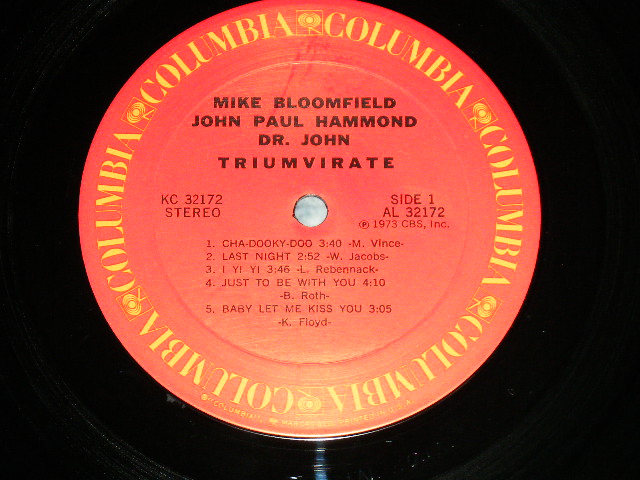 COLUMBIA COLUMBIA COLUMBIA COLUMBIA COLUMBIA COLUMBIA
MIKE BLOOMFIELD
JOHN PAUL HAMMOND
DR. JOHN
TRIUMVIRATE
KC 32172
STEREO
SIDE 1
AL 32172
Ⓟ 1973 CBS, Inc.
1. CHA-DOOKY-DOO 3:40 -M. Vince-
2. LAST NIGHT 2:52 -W. Jacobs-
3. I YI YI 3:46 -L. Rebennack-
4. JUST TO BE WITH YOU 4:10
-B. Roth-
5. BABY LET ME KISS YOU 3:05
-K. Floyd-
"COLUMBIA"